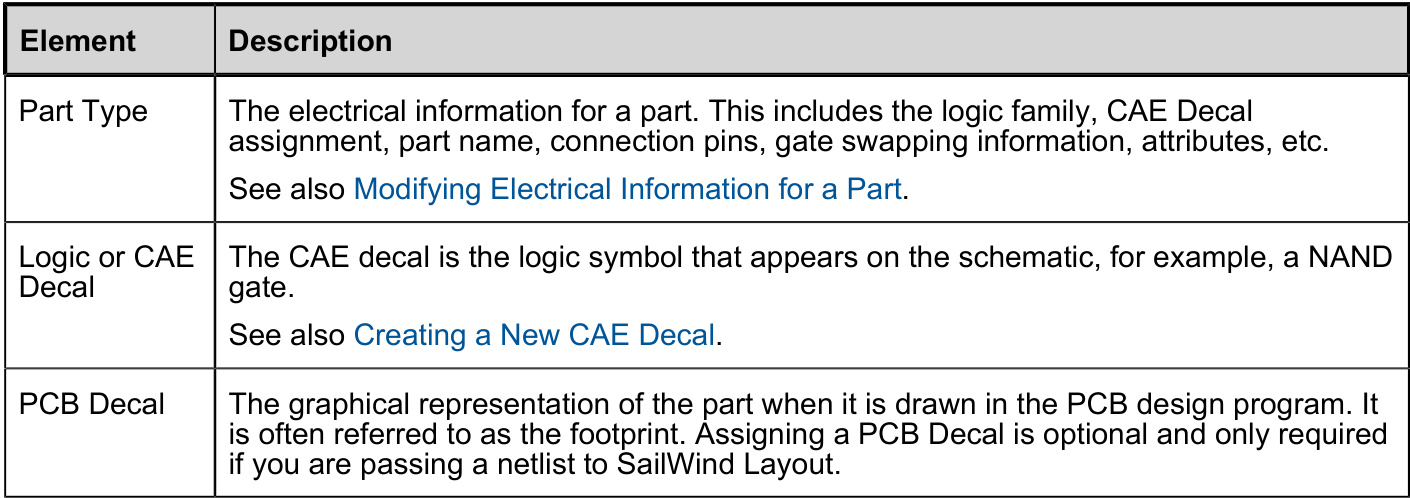 Element
Description
Part Type
The electrical information for a part. This includes the logic family, CAE Decal
assignment, part name, connection pins, gate swapping information, attributes, etc.
See also Modifying Electrical Information for a Part.
Logic or CAE
Decal
The CAE decal is the logic symbol that appears on the schematic, for example, a NAND
gate.
See also Creating a New CAE Decal.
PCB Decal
The graphical representation of the part when it is drawn in the PCB design program. It
is often referred to as the footprint. Assigning a PCB Decal is optional and only required
if you are passing a netlist to SailWind Layout.